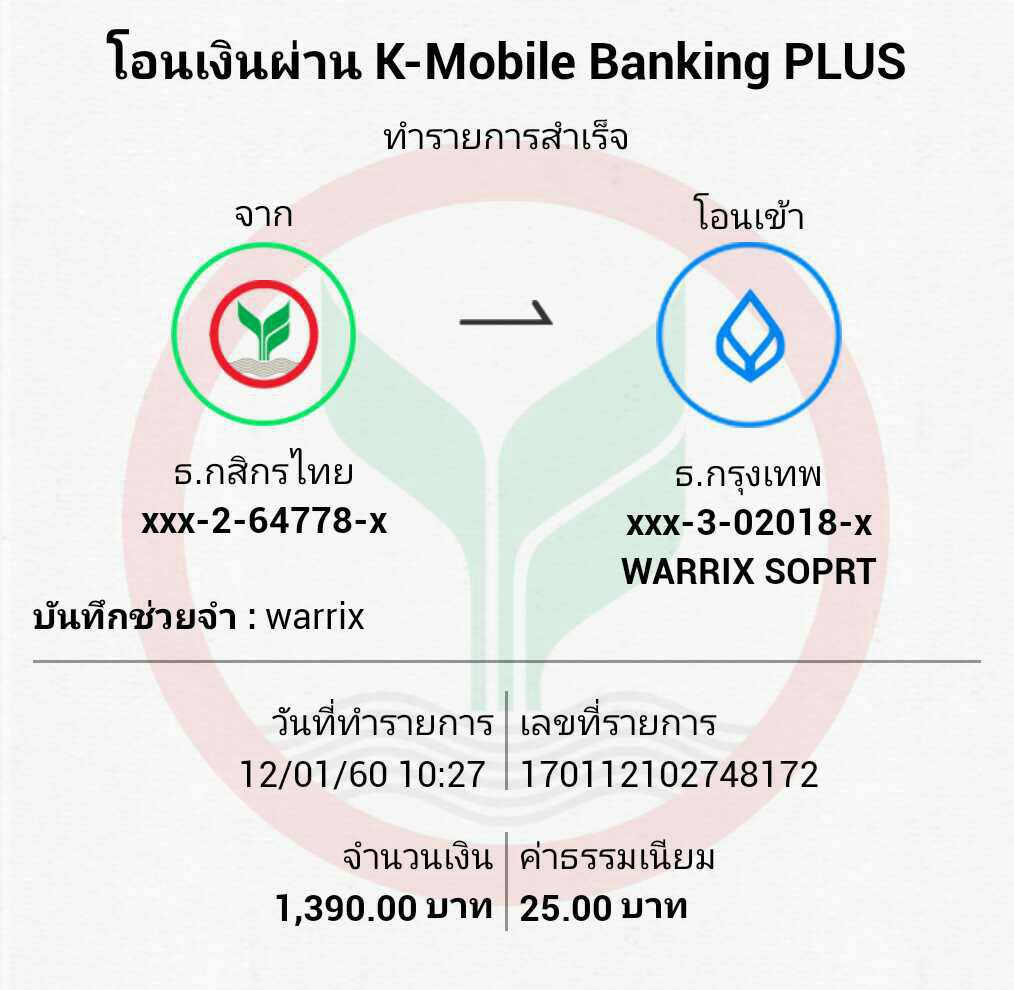 โอนเงินผ่าน K-Mobile Banking PLUS
ทำรายการสำเร็จ
จาก
โอนเข้า
ธ.กสิกรไทย
xxx-2-64778-x
ธ.กรุงเทพ
xxx-3-02018-x
WARRIX SOPRT
บันทึกช่วยจำ : warrix
วันที่ทำรายการ
12/01/60 10:27
เลขที่รายการ
170112102748172
จำนวนเงิน
1,390.00 บาท
ค่าธรรมเนียม
25.00 บาท